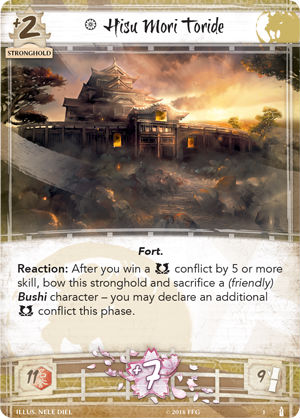 +2
Hisu Mori Toride
STRONGHOLD
Fort.
Reaction: After you win a conflict by 5 or more
skill, bow this stronghold and sacrifice a (friendly)
Bushi character – you may declare an additional
conflict this phase.
11
+7
9
ILLUS. NELE DIEL
© 2018 FFG
1